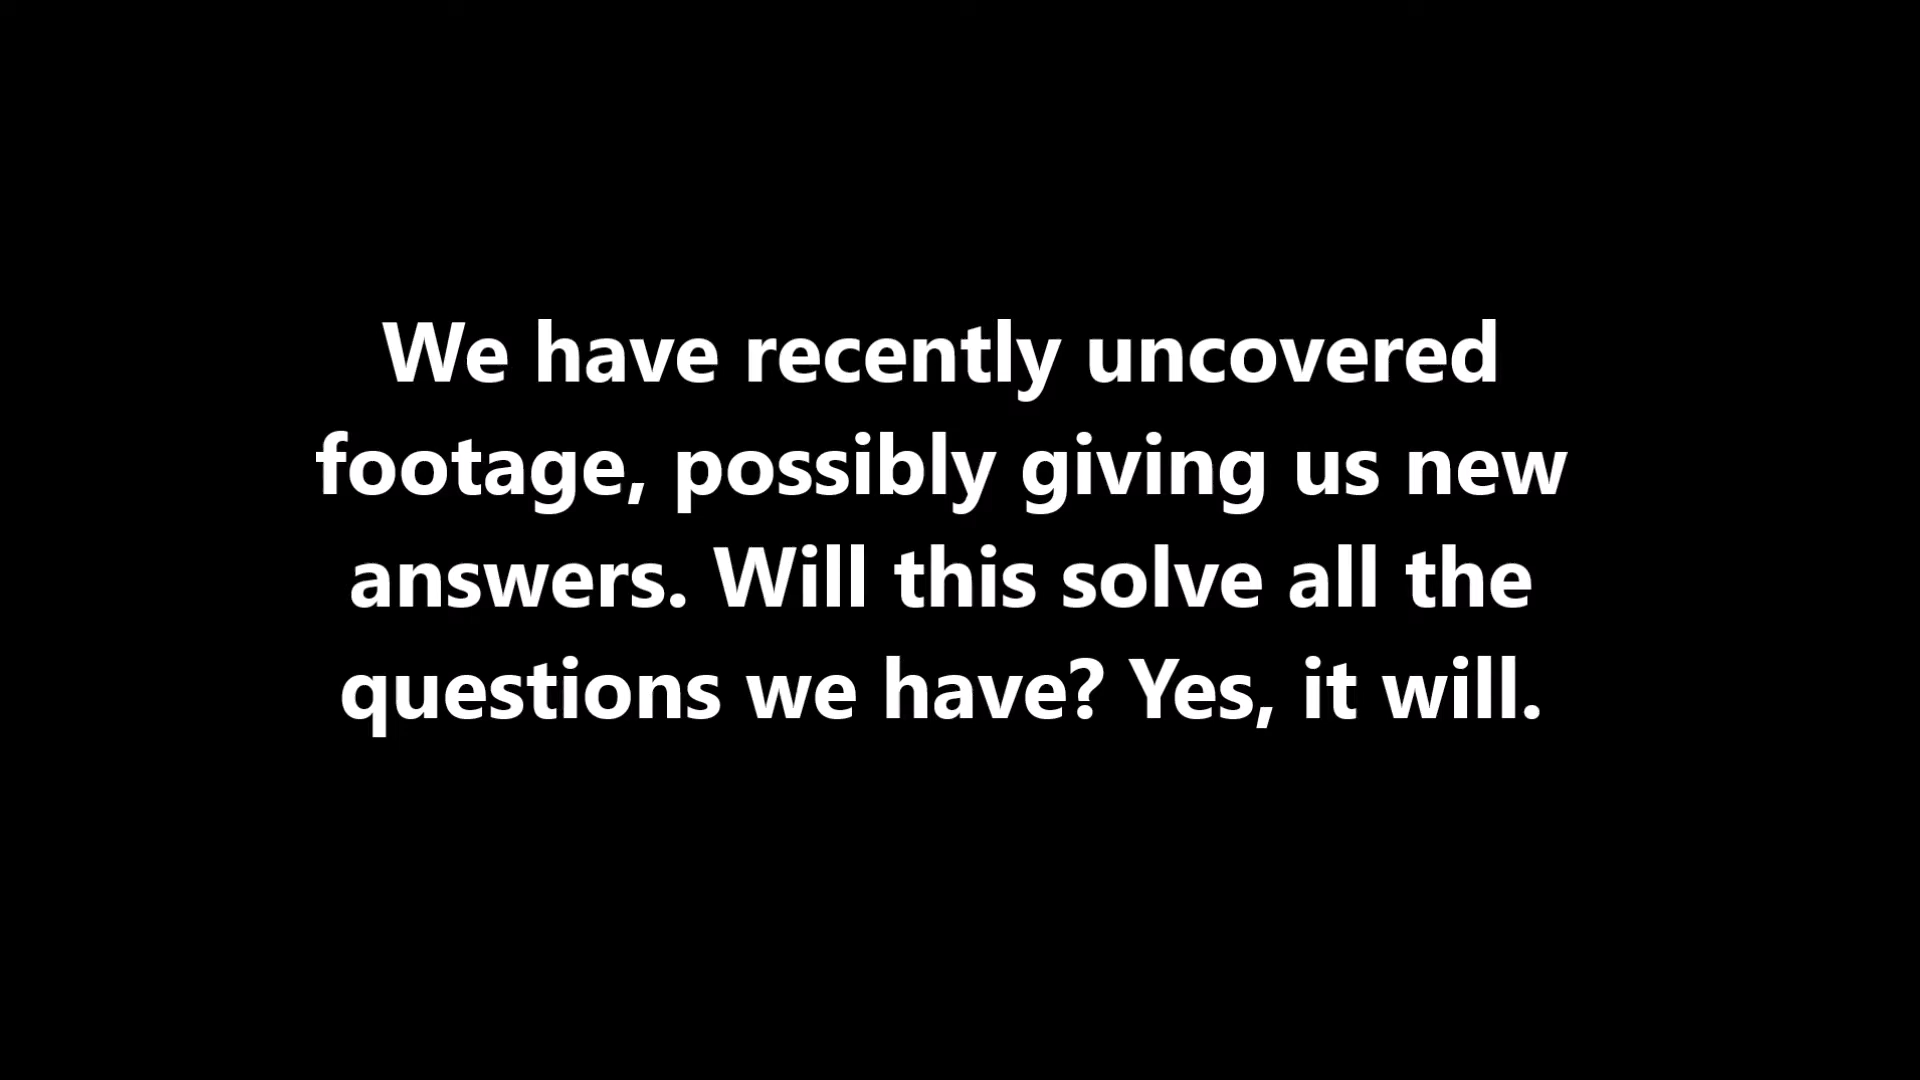 We have recently uncovered
footage, possibly giving us new
answers. Will this solve all the
questions we have? Yes, it will.